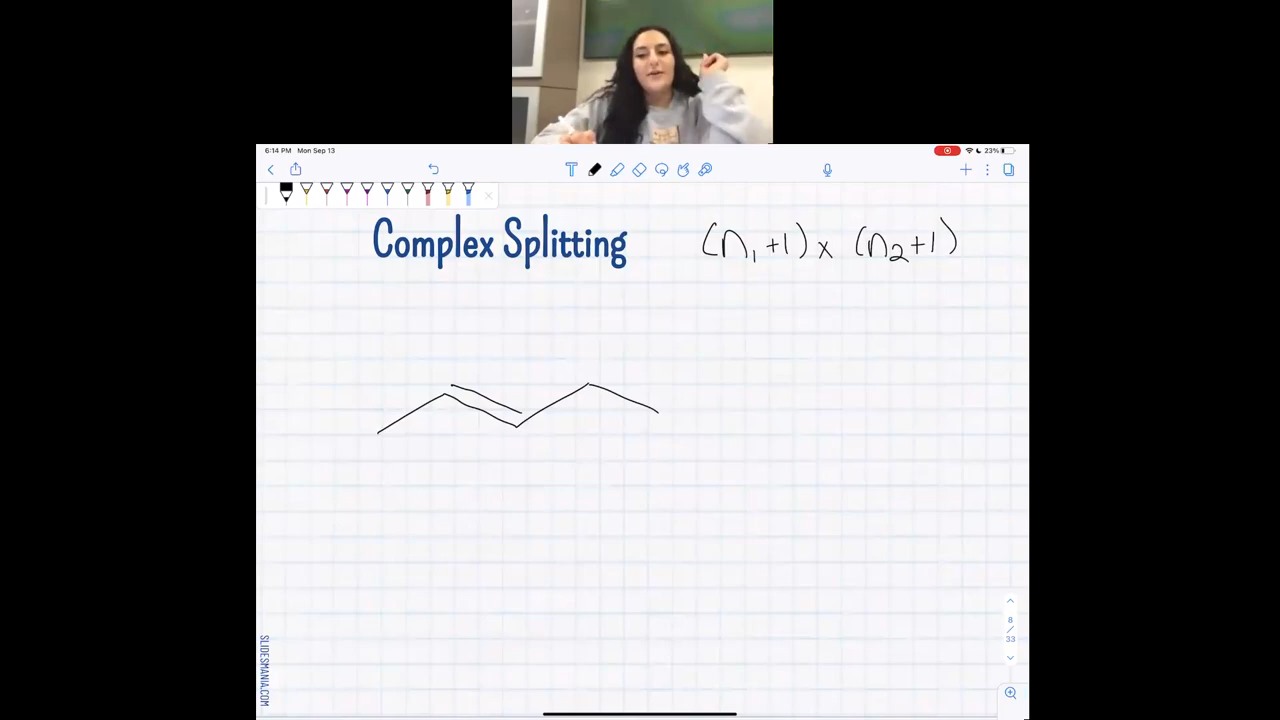 6:14 PM Mon Sep 13
23%
T
Complex Splitting
(n₁+1) x (n₂+1)
8
/
33
SLIDESMANIA.COM